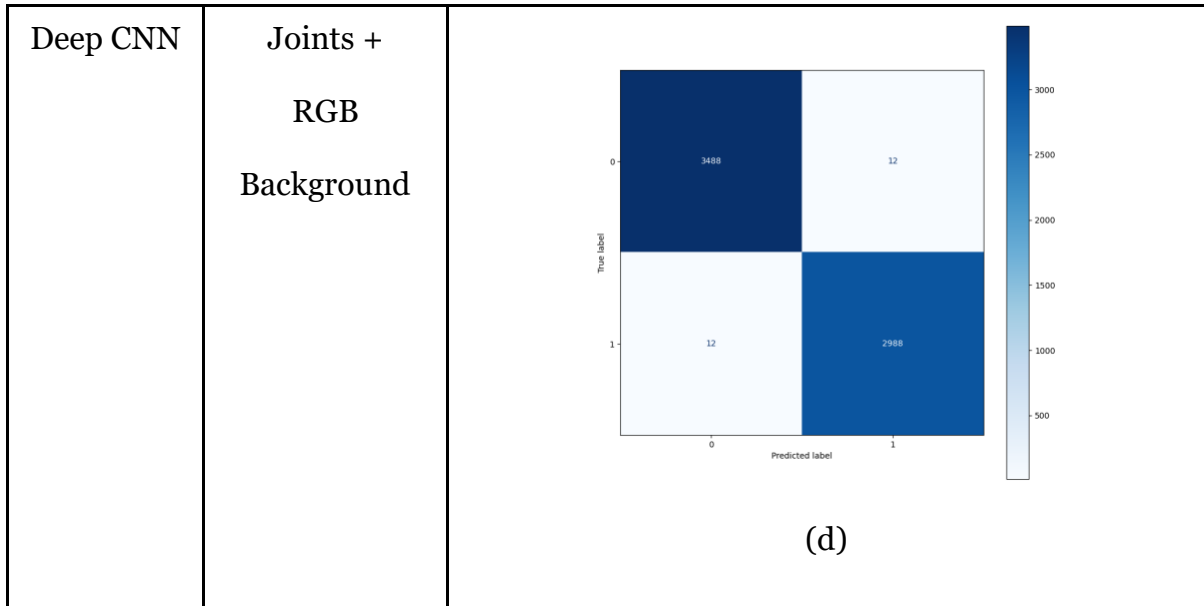 Deep CNN
Joints +
RGB
Background
3000
2500
2000
1500
1000
500
0
3488
12
True label
1
12
2988
0
1
Predicted label
(d)